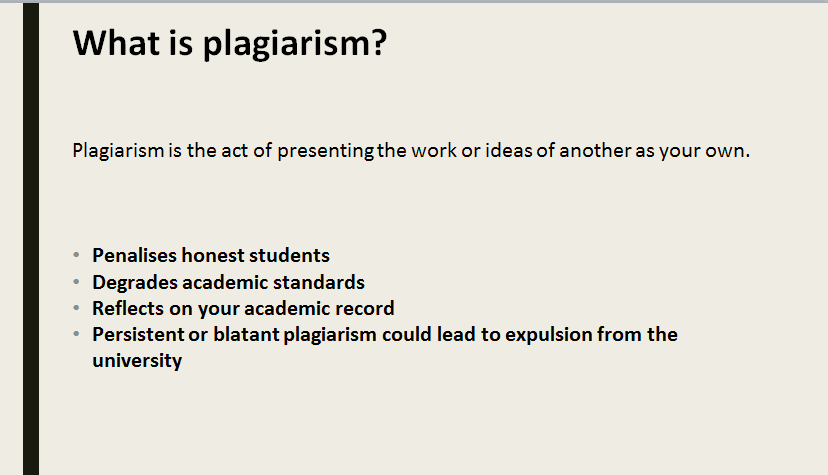 What is plagiarism?
Plagiarism is the act of presenting the work or ideas of another as your own.
• Penalises honest students
• Degrades academic standards
• Reflects on your academic record
• Persistent or blatant plagiarism could lead to expulsion from the
university